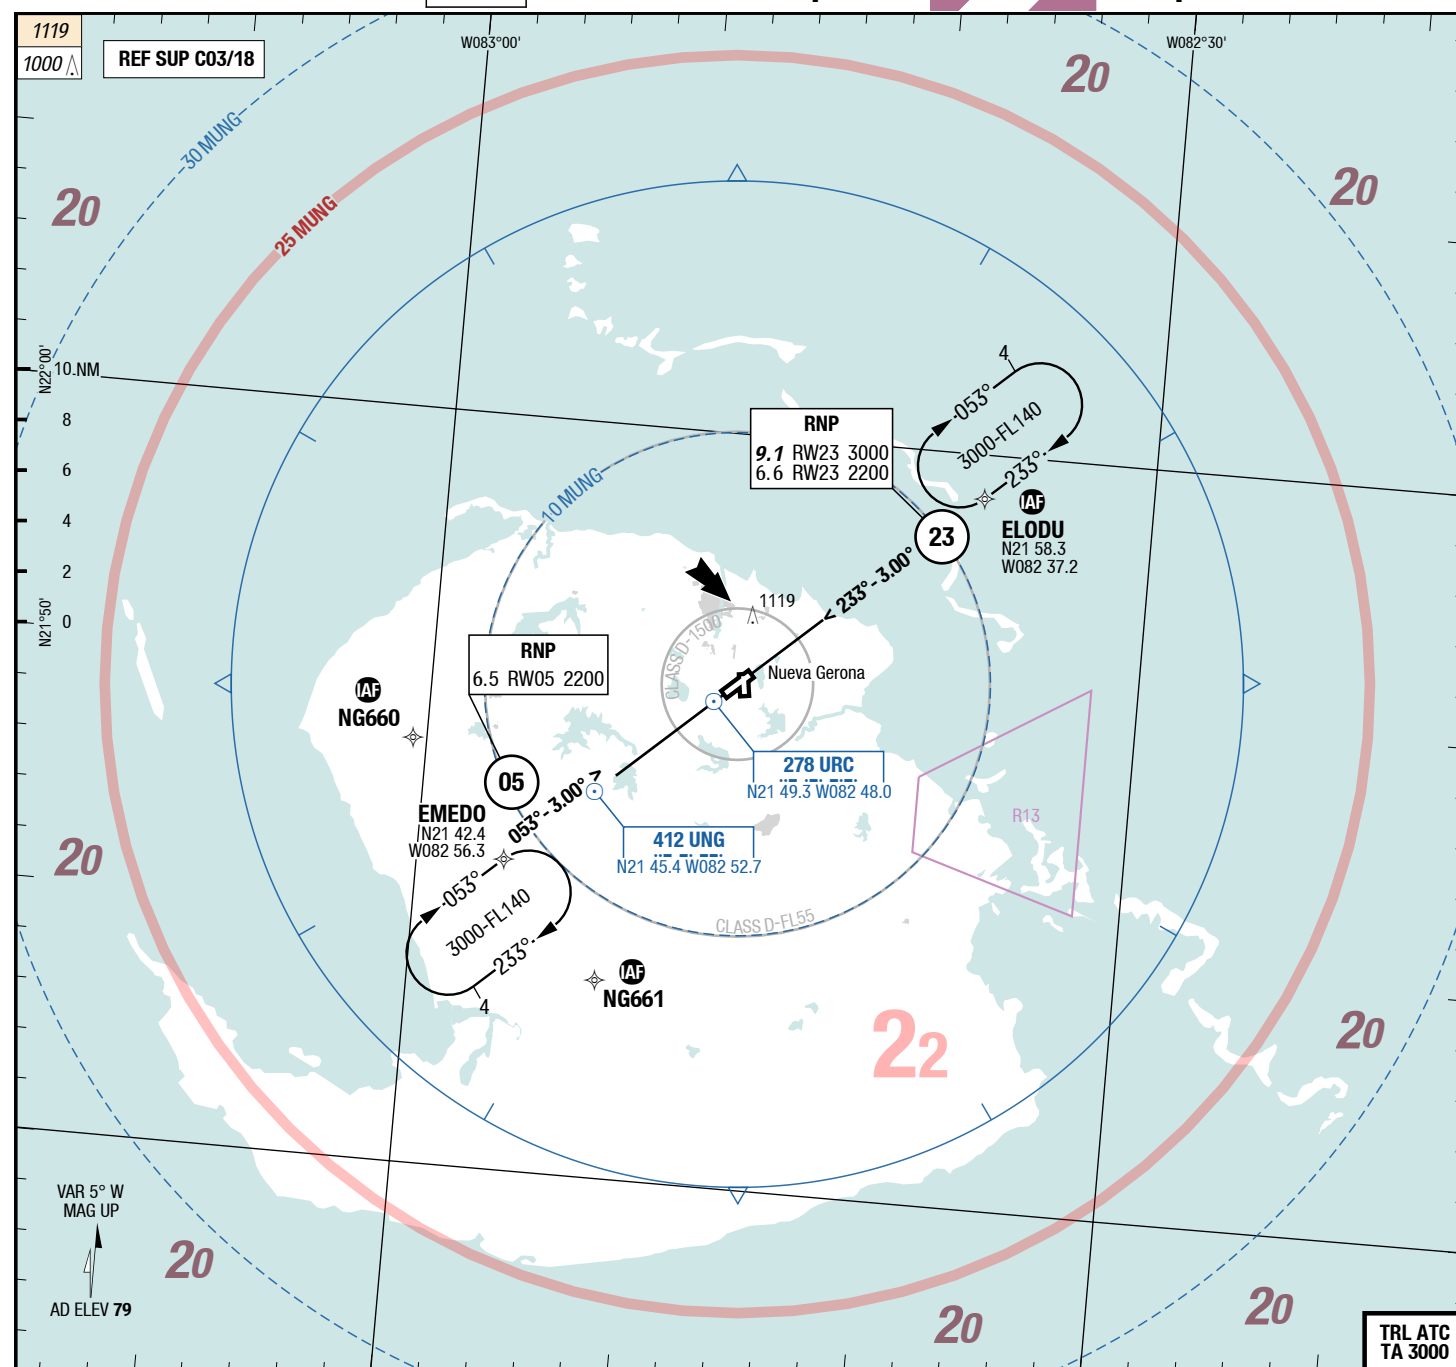 1119
1000
REF SUP C03/18
W083°00'
W082°30'
20
20
20
30 MUNG
25 MUNG
N22°00'
10 NM
8
6
4
2
0
N21°50'
4
053°
3000-FL140
233°
RNP
9.1 RW23 3000
6.6 RW23 2200
10 MUNG
IAF
ELODU
N21 58.3
W082 37.2
23
< 233°- 3.00°
1119
CLASS D-1500
RNP
6.5 RW05 2200
Nueva Gerona
IAF
NG660
278 URC
N21 49.3 W082 48.0
05
053°- 3.00° >
EMEDO
N21 42.4
W082 56.3
412 UNG
N21 45.4 W082 52.7
R13
20
053°
3000-FL140
233°
4
CLASS D-FL55
IAF
NG661
22
20
VAR 5° W
MAG UP
AD ELEV 79
20
20
20
TRL ATC
TA 3000